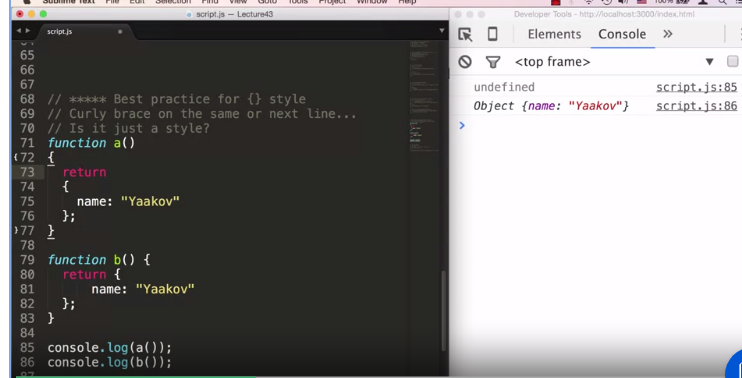 Sublime Text File Edit Selection Find View Goto Tools Project Window Help 100%
script.js — Lecture43
Developer Tools - http://localhost:3000/index.html
script.js
Elements Console »
<top frame> ▼
undefined script.js:85
Object {name: "Yaakov"} script.js:86
>
65
66
67
68 // ***** Best practice for {} style
69 // Curly brace on the same or next line...
70 // Is it just a style?
71 function a()
72 {
73 return
74 {
75 name: "Yaakov"
76 };
77 }
78
79 function b() {
80 return {
81 name: "Yaakov"
82 };
83 }
84
85 console.log(a());
86 console.log(b());
87